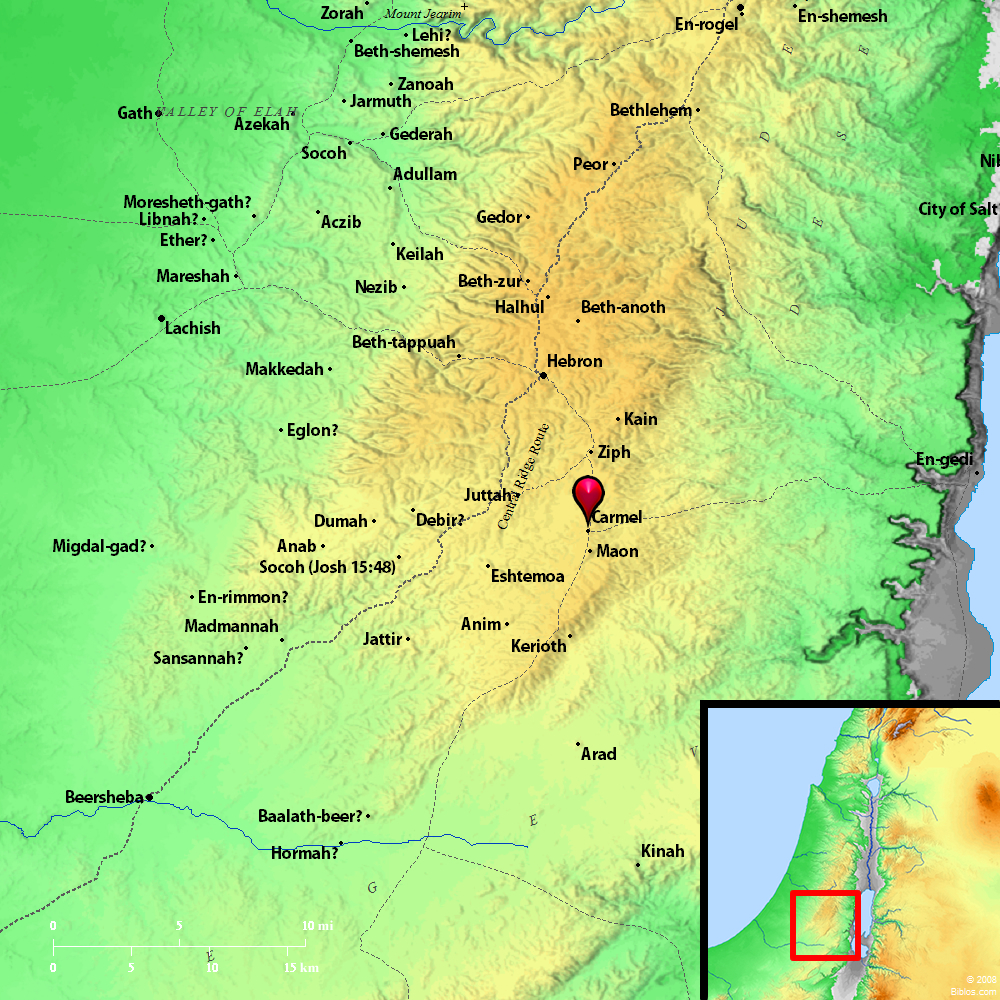 Zorah
Mount Jearim
En-rogel
En-shemesh
Lehi?
Beth-shemesh
Zanoah
Jarmuth
Gath
VALLEY OF ELAH
Azekah
Bethlehem
Gederah
Socoh
Peor
Adullam
Nib
Moresheth-gath?
Libnah?
Aczib
Gedor
City of Salt
Ether?
Keilah
Mareshah
Nezib
Beth-zur
Halhul
Beth-anoth
Lachish
Beth-tappuah
Hebron
Makkedah
Kain
Eglon?
Ziph
Central Ridge Route
En-gedi
Juttah
Carmel
Dumah
Debir?
Migdal-gad?
Anab
Maon
Socoh (Josh 15:48)
Eshtemoa
En-rimmon?
Madmannah
Anim
Jattir
Kerioth
Sansannah?
Arad
Beersheba
Baalath-beer?
Hormah?
Kinah
J U D E
D E S E
N E G E V
0 5 10 mi
0 5 10 15 km
© 2008
Biblos.com